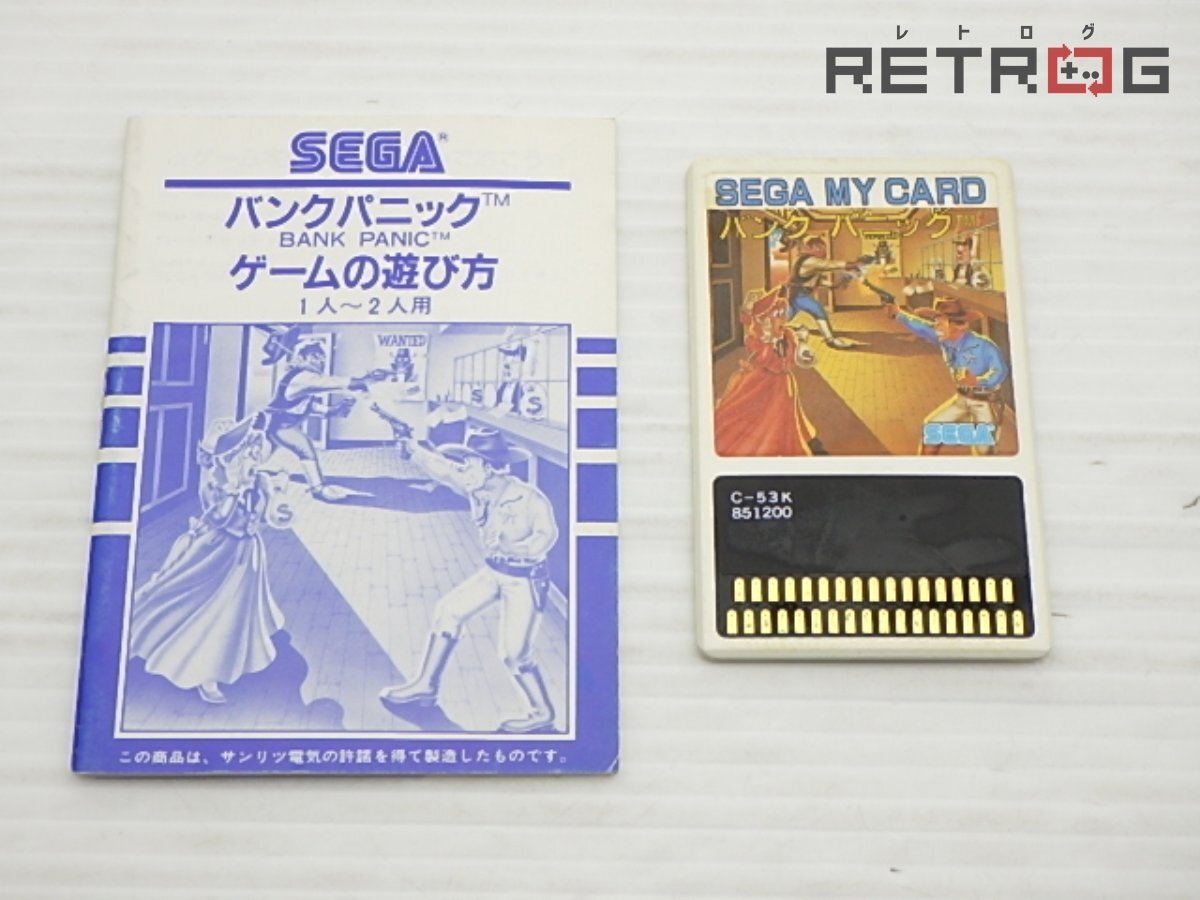 レトログ
RETROG
SEGA®
バンクパニック™
BANK PANIC™
ゲームの遊び方
1人〜2人用
WANTED
$
$
$
この商品は、サンリツ電気の許諾を得て製造したものです。
SEGA MY CARD
バンク パニック™
SEGA
C-53K
851200